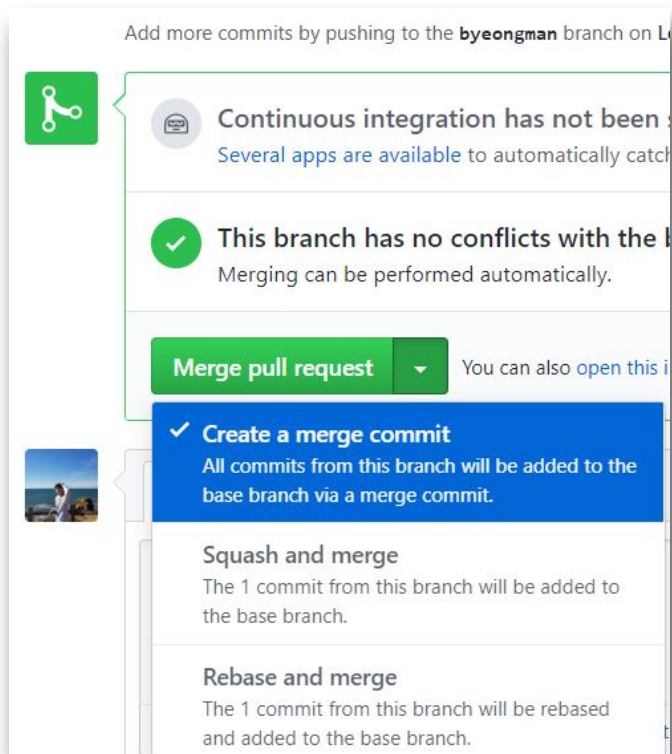 Add more commits by pushing to the byeongman branch on
Continuous integration has not been
Several apps are available to automatically catch
This branch has no conflicts with the
Merging can be performed automatically.
Merge pull request
You can also open this
Create a merge commit
All commits from this branch will be added to the
base branch via a merge commit.
Squash and merge
The 1 commit from this branch will be added to
the base branch.
Rebase and merge
The 1 commit from this branch will be rebased
and added to the base branch.